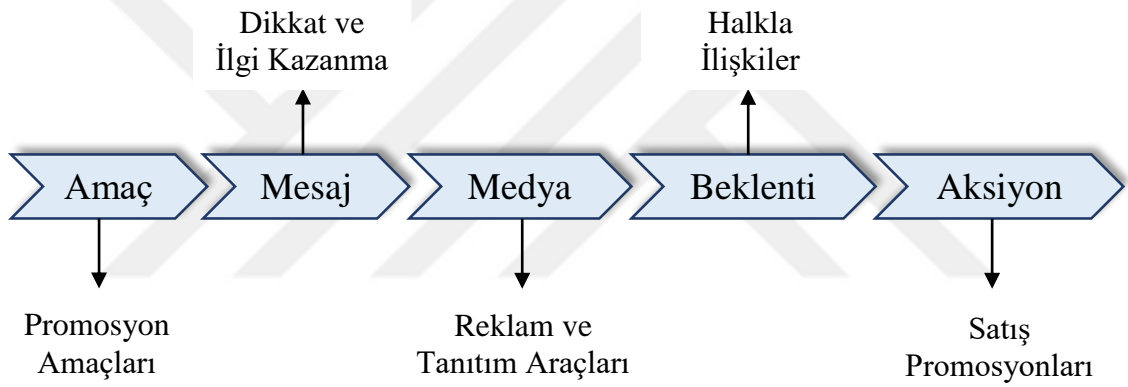 Dikkat ve
İlgi Kazanma
Halkla
İlişkiler
Amaç
Mesaj
Medya
Beklenti
Aksiyon
Promosyon
Amaçları
Reklam ve
Tanıtım Araçları
Satış
Promosyonları